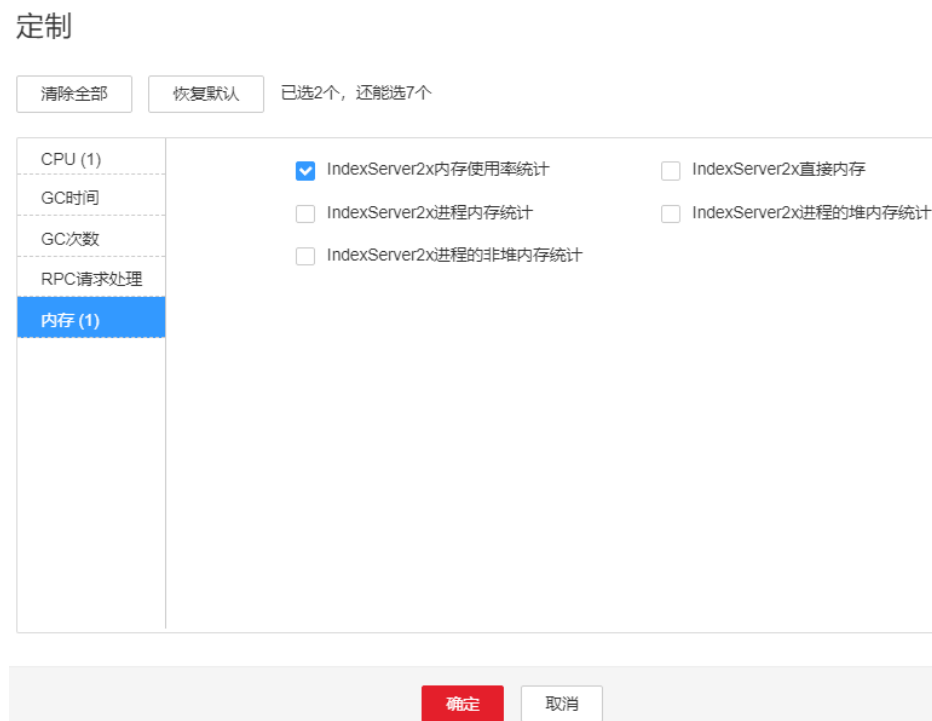 定制
清除全部 恢复默认 已选2个，还能选7个
CPU (1)
GC时间
GC次数
RPC请求处理
内存 (1)
IndexServer2x内存使用率统计 IndexServer2x直接内存
IndexServer2x进程内存统计 IndexServer2x进程的堆内存统计
IndexServer2x进程的非堆内存统计
确定 取消